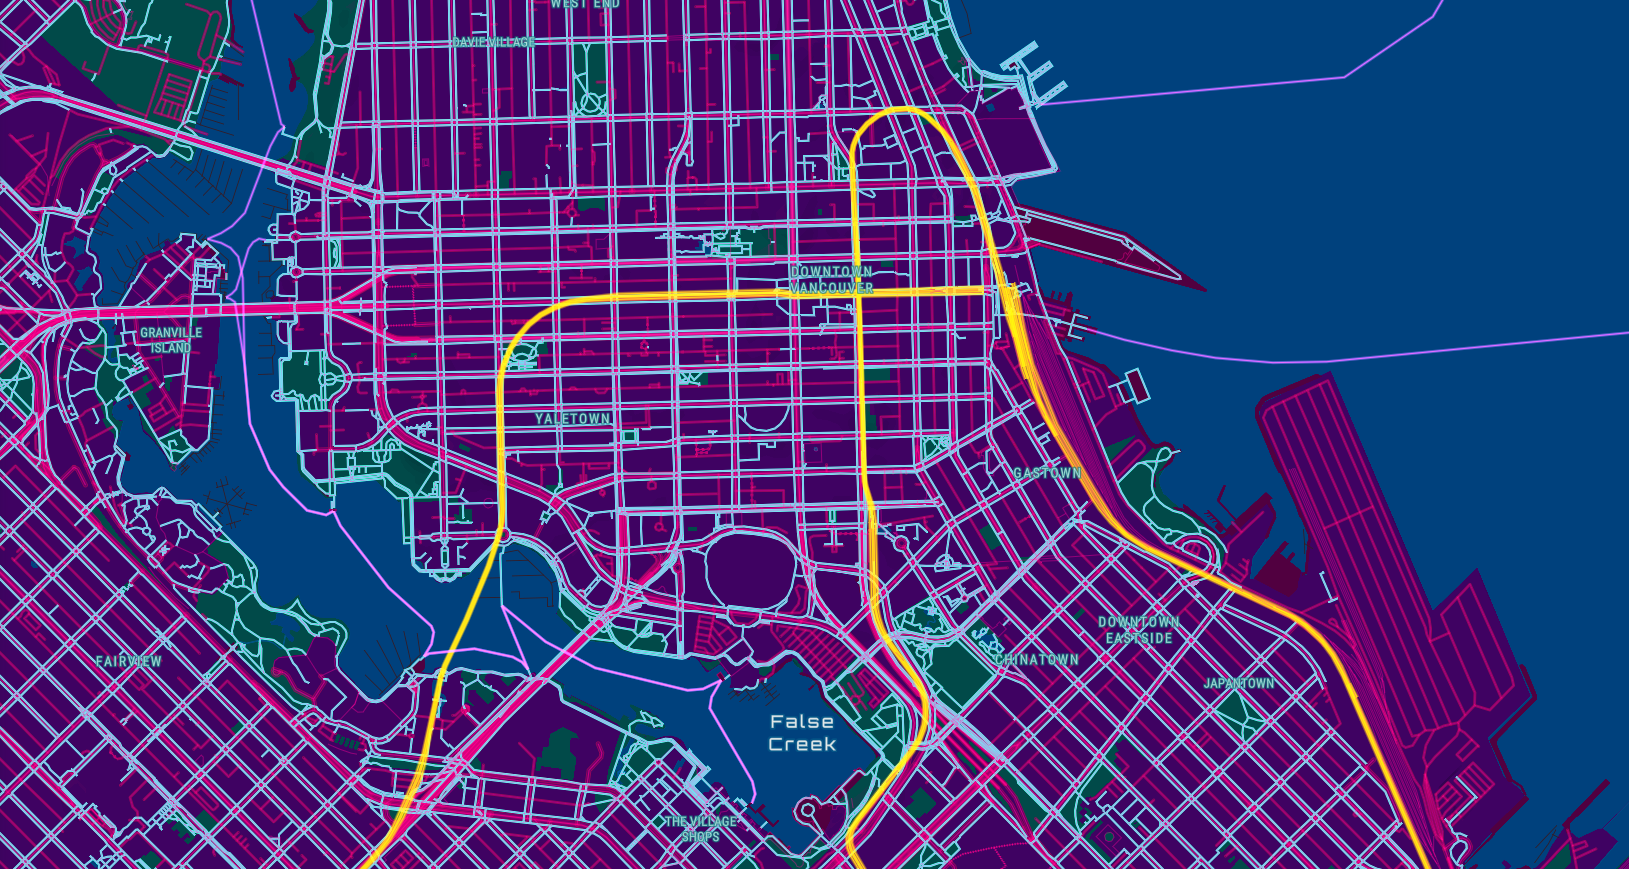 WEST END
DAVIE VILLAGE
DOWNTOWN
VANCOUVER
GRANVILLE
ISLAND
YALETOWN
GASTOWN
DOWNTOWN
EASTSIDE
FAIRVIEW
CHINATOWN
JAPANTOWN
False
Creek
THE VILLAGE
SHOPS